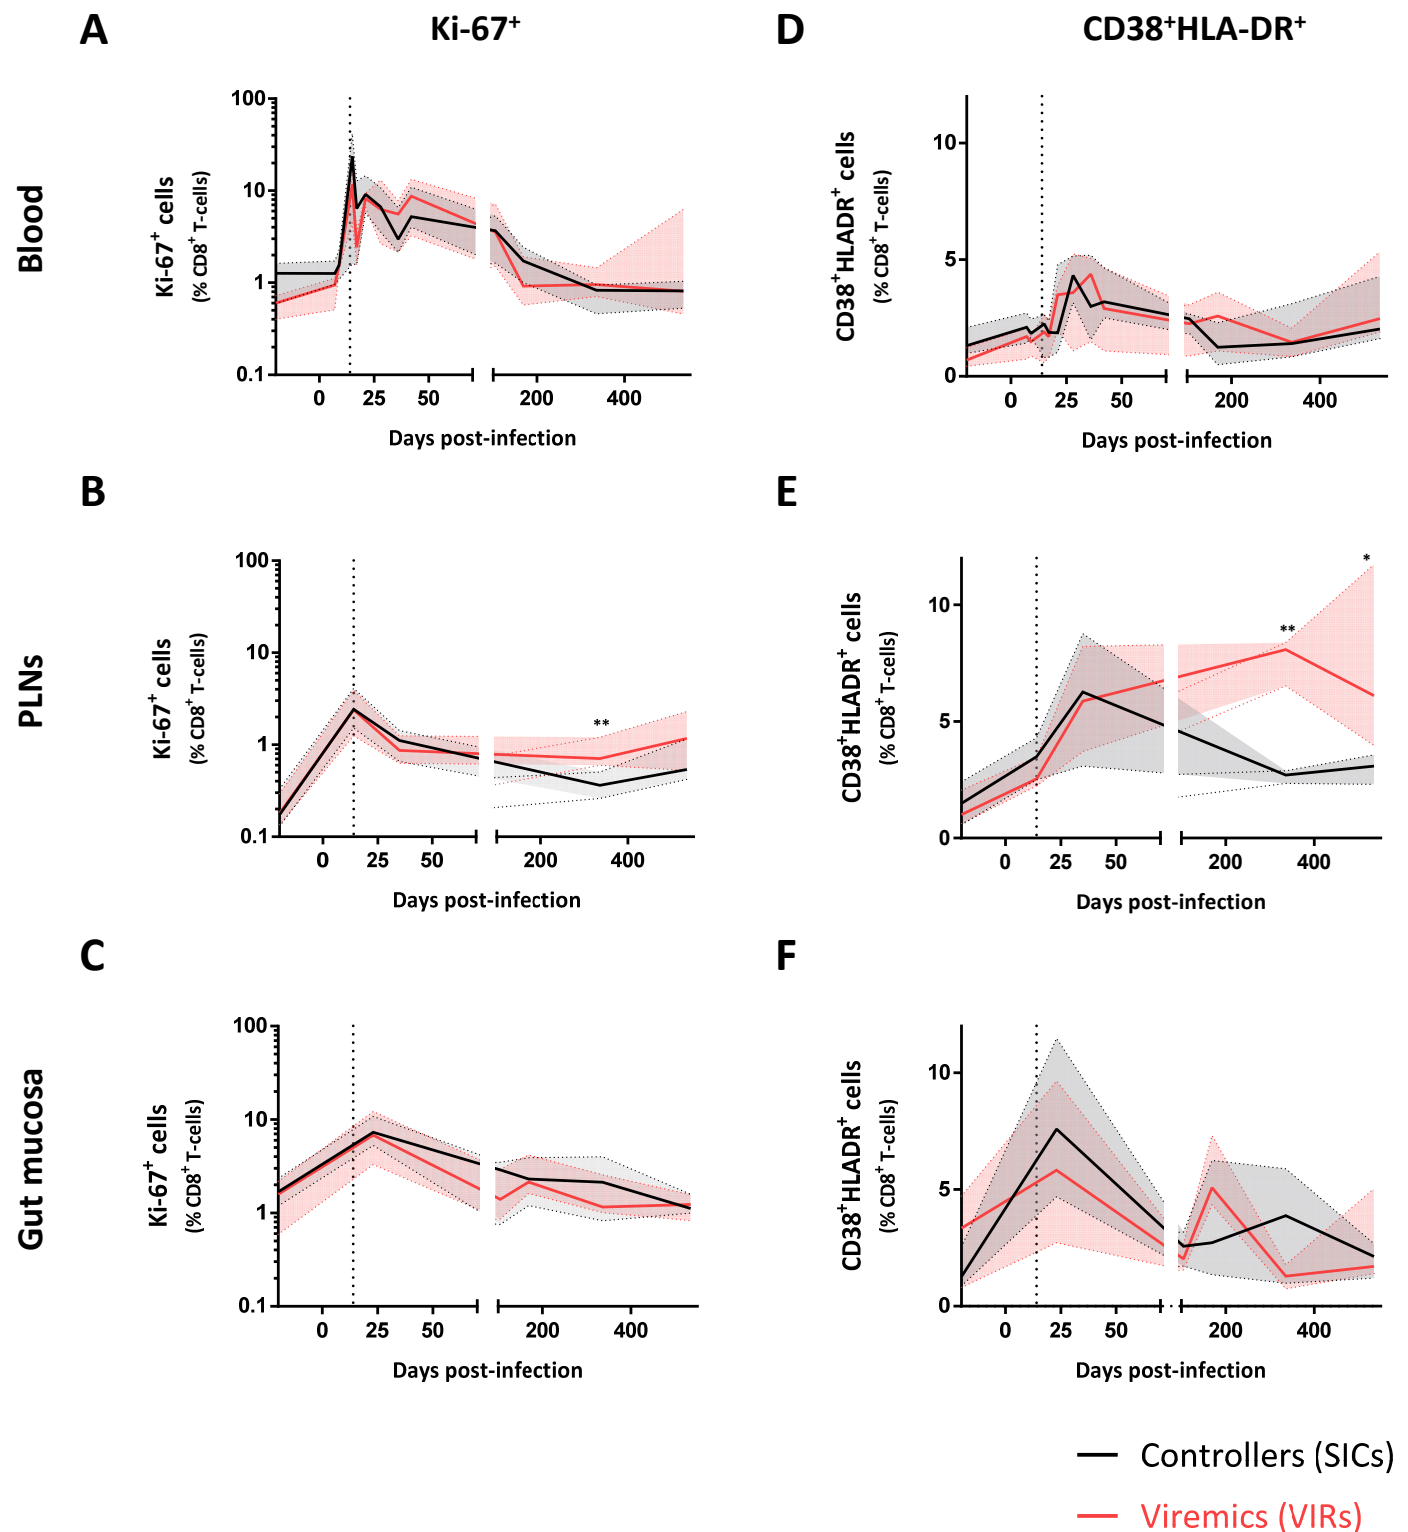 A
Ki-67⁺
D
CD38⁺HLA-DR⁺
Blood
Ki-67⁺ cells
(% CD8⁺ T-cells)
100
10
1
0.1
0
25
50
200
400
Days post-infection
CD38⁺HLADR⁺ cells
(% CD8⁺ T-cells)
10
5
0
0
25
50
200
400
Days post-infection
B
E
PLNs
Ki-67⁺ cells
(% CD8⁺ T-cells)
100
10
1
0.1
**
0
25
50
200
400
Days post-infection
CD38⁺HLADR⁺ cells
(% CD8⁺ T-cells)
10
5
0
**
*
0
25
50
200
400
Days post-infection
C
F
Gut mucosa
Ki-67⁺ cells
(% CD8⁺ T-cells)
100
10
1
0.1
0
25
50
200
400
Days post-infection
CD38⁺HLADR⁺ cells
(% CD8⁺ T-cells)
10
5
0
0
25
50
200
400
Days post-infection
Controllers (SICs)
Viremics (VIRs)